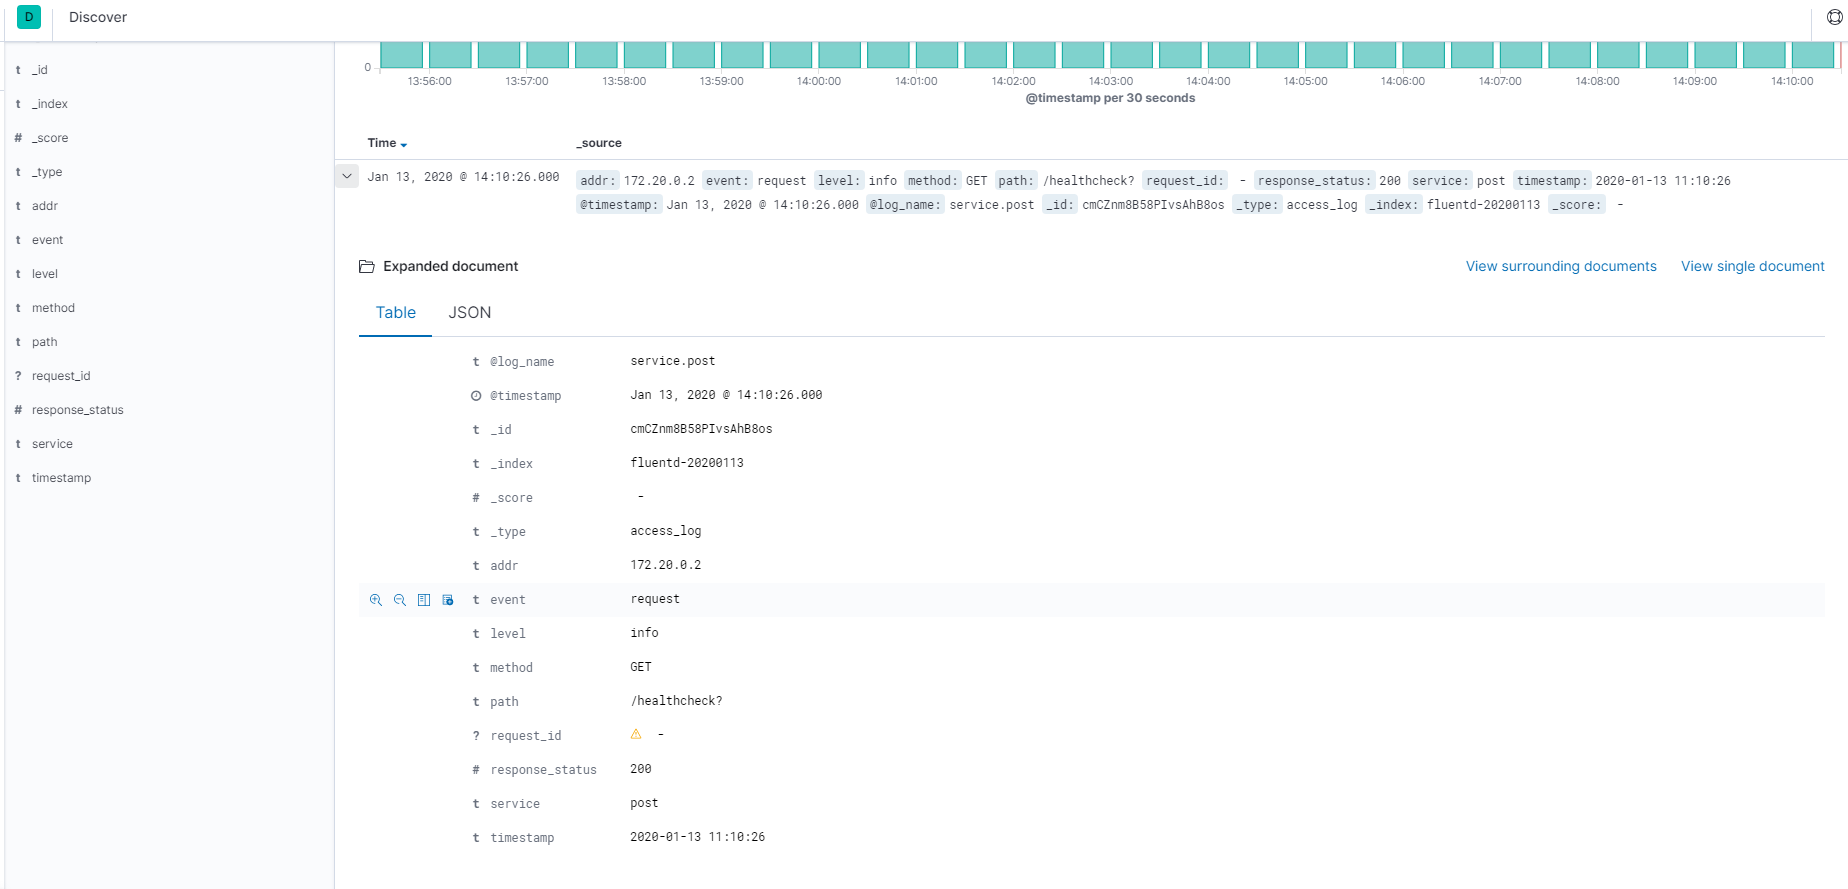 D Discover
t _id
t _index
# _score
t _type
t addr
t event
t level
t method
t path
? request_id
# response_status
t service
t timestamp
0
13:56:00 13:57:00 13:58:00 13:59:00 14:00:00 14:01:00 14:02:00 14:03:00 14:04:00 14:05:00 14:06:00 14:07:00 14:08:00 14:09:00 14:10:00
@timestamp per 30 seconds
Time _source
Jan 13, 2020 @ 14:10:26.000 addr: 172.20.0.2 event: request level: info method: GET path: /healthcheck? request_id: - response_status: 200 service: post timestamp: 2020-01-13 11:10:26
@timestamp: Jan 13, 2020 @ 14:10:26.000 @log_name: service.post _id: cmCZnm8B58PIvsAhB8os _type: access_log _index: fluentd-20200113 _score: -
Expanded document View surrounding documents View single document
Table JSON
t @log_name service.post
@timestamp Jan 13, 2020 @ 14:10:26.000
t _id cmCZnm8B58PIvsAhB8os
t _index fluentd-20200113
# _score -
t _type access_log
t addr 172.20.0.2
t event request
t level info
t method GET
t path /healthcheck?
? request_id -
# response_status 200
t service post
t timestamp 2020-01-13 11:10:26